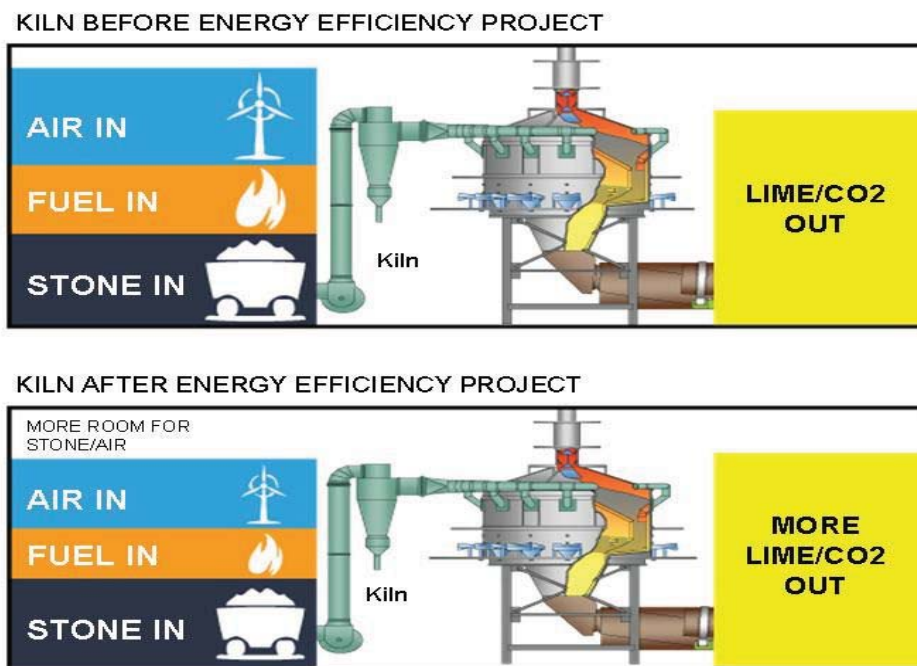 KILN BEFORE ENERGY EFFICIENCY PROJECT
AIR IN
FUEL IN
STONE IN
Kiln
LIME/CO2
OUT
KILN AFTER ENERGY EFFICIENCY PROJECT
MORE ROOM FOR
STONE/AIR
AIR IN
FUEL IN
STONE IN
Kiln
MORE
LIME/CO2
OUT